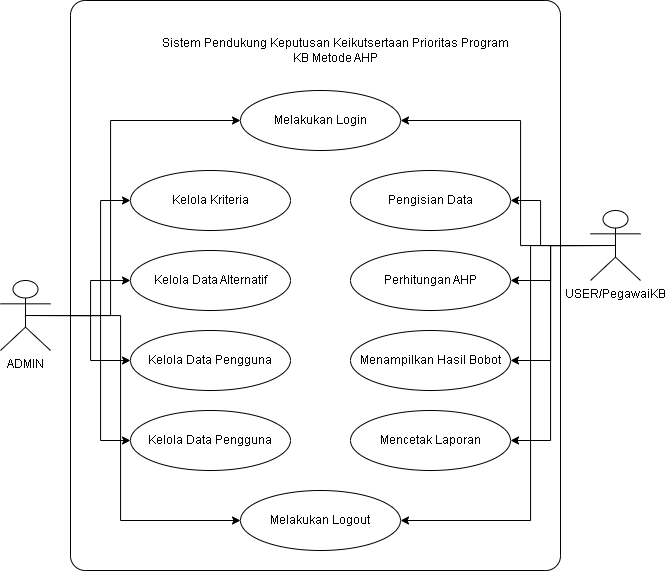 Sistem Pendukung Keputusan Keikutsertaan Prioritas Program
KB Metode AHP
Melakukan Login
Kelola Kriteria
Pengisian Data
Kelola Data Alternatif
Perhitungan AHP
USER/PegawaiKB
ADMIN
Kelola Data Pengguna
Menampilkan Hasil Bobot
Kelola Data Pengguna
Mencetak Laporan
Melakukan Logout